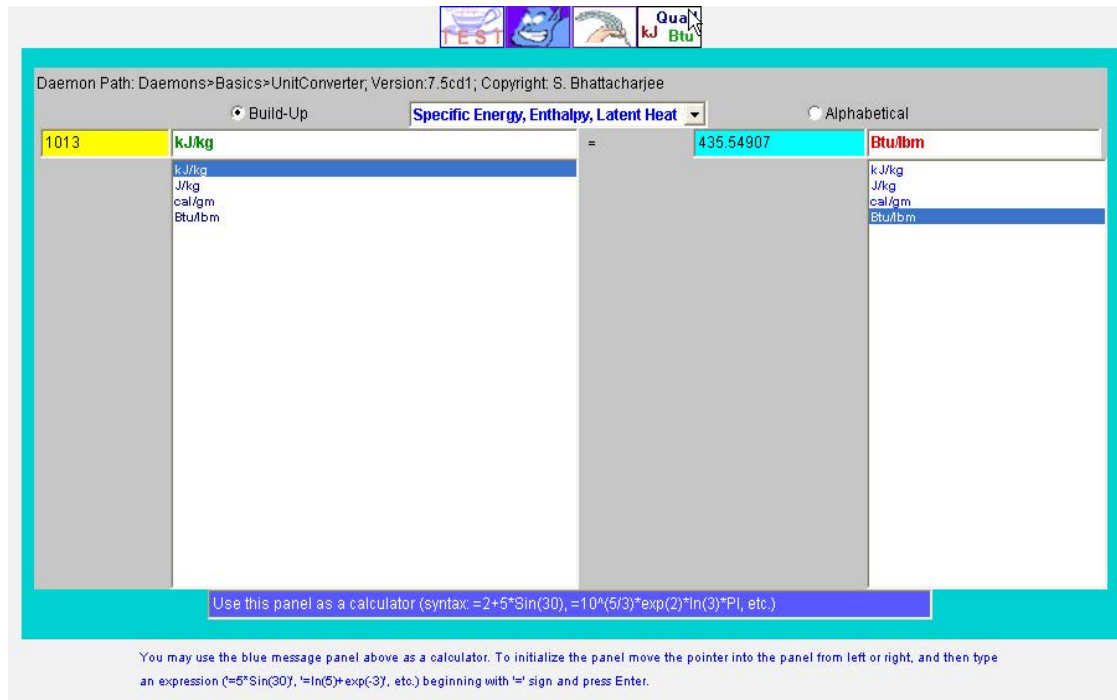 TEST
Qua
kJ Btu
Daemon Path: Daemons>Basics>UnitConverter; Version:7.5cd1; Copyright: S. Bhattacharjee
Build-Up Specific Energy, Enthalpy, Latent Heat Alphabetical
1013 kJ/kg = 435.54907 Btu/lbm
kJ/kg kJ/kg
J/kg J/kg
cal/gm cal/gm
Btu/lbm Btu/lbm
Use this panel as a calculator (syntax: =2+5*Sin(30), =10^(5/3)*exp(2)*ln(3)*PI, etc.)
You may use the blue message panel above as a calculator. To initialize the panel move the pointer into the panel from left or right, and then type
an expression ('=5*Sin(30)', '=ln(5)+exp(-3)', etc.) beginning with '=' sign and press Enter.